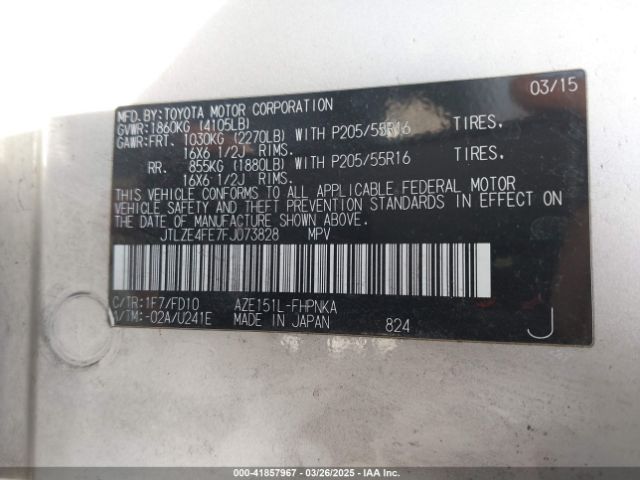 03/15
MFD.BY:TOYOTA MOTOR CORPORATION
GVWR:1860KG (4105LB)
GAWR:FRT. 1030KG (2270LB) WITH P205/55R16 TIRES.
16X6 1/2J RIMS.
RR. 855KG (1880LB) WITH P205/55R16 TIRES.
16X6 1/2J RIMS.
THIS VEHICLE CONFORMS TO ALL APPLICABLE FEDERAL MOTOR
VEHICLE SAFETY AND THEFT PREVENTION STANDARDS IN EFFECT ON
THE DATE OF MANUFACTURE SHOWN ABOVE.
JTLZE4FE7FJ073828 MPV
C/TR:1F7/FD10 AZE151L-FHPNKA
A/TM:-02A/U241E MADE IN JAPAN 824 J
000-41857967 - 03/26/2025 - IAAI.COM